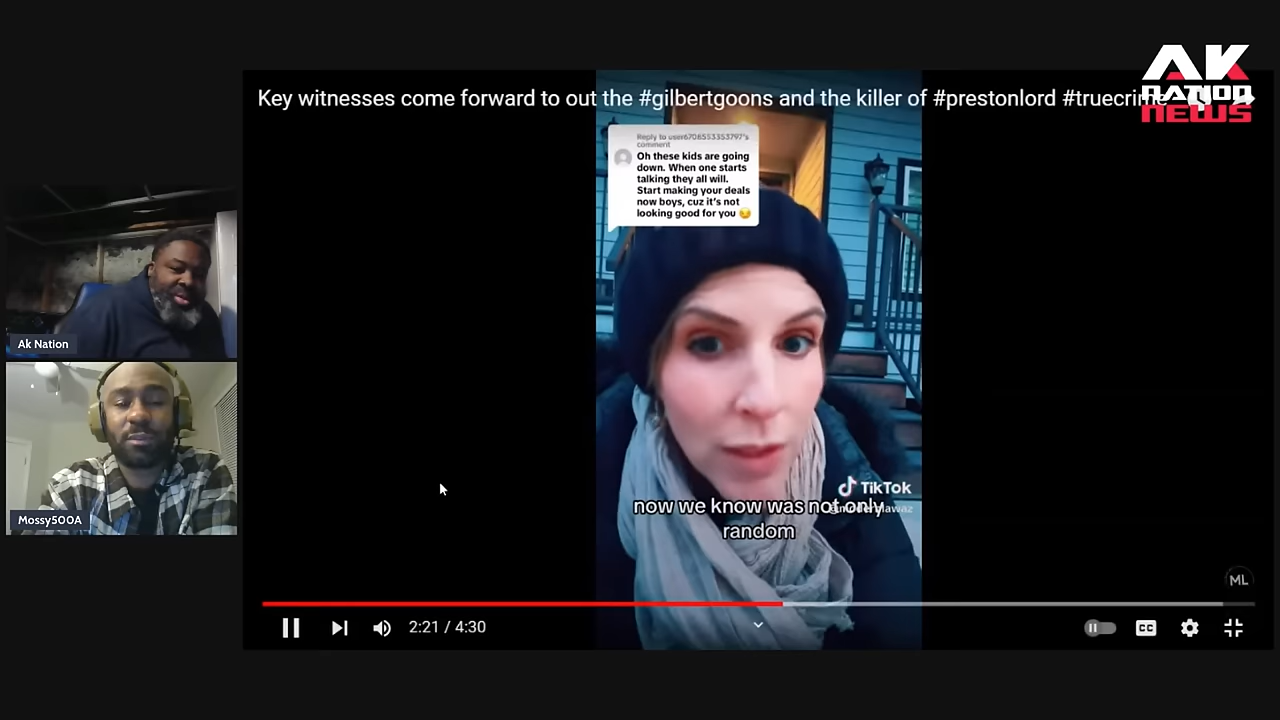 AK
NATION
NEWS
Key witnesses come forward to out the #gilbertgoons and the killer of #prestonlord #truecrime
Reply to user6708553353797's
comment
Oh these kids are going
down. When one starts
talking they all will.
Start making your deals
now boys, cuz it's not
looking good for you 😏
Ak Nation
Mossy500A
TikTok
now we know was not only
random
ML
2:21 / 4:30
CC